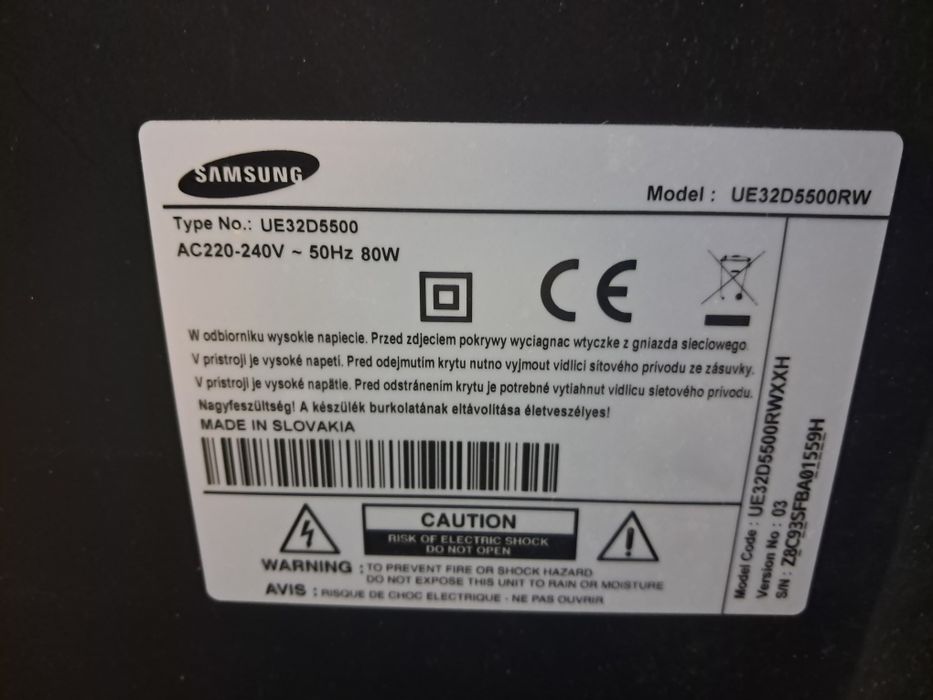 SAMSUNG
Model : UE32D5500RW
Type No.: UE32D5500
AC220-240V ~ 50Hz 80W
CE
W odbiorniku wysokie napiecie. Przed zdjeciem pokrywy wyciagnac wtyczke z gniazda sieciowego.
V pristroji je vysoké napeti. Pred odejmutím krytu nutno vyjmout vidlici sítového privodu ze zásuvky.
V pristroji je vysoké napätie. Pred odstránením krytu je potrebné vytiahnut vidlicu sietového privodu.
Nagyfeszültség! A készülék burkolatának eltávolítása életveszélyes!
MADE IN SLOVAKIA
CAUTION
RISK OF ELECTRIC SHOCK
DO NOT OPEN
WARNING : TO PREVENT FIRE OR SHOCK HAZARD
DO NOT EXPOSE THIS UNIT TO RAIN OR MOISTURE
AVIS : RISQUE DE CHOC ELECTRIQUE - NE PAS OUVRIR
Model Code : UE32D5500RWXXH
Version No : 03
S/N : Z8C93SFBA01559H